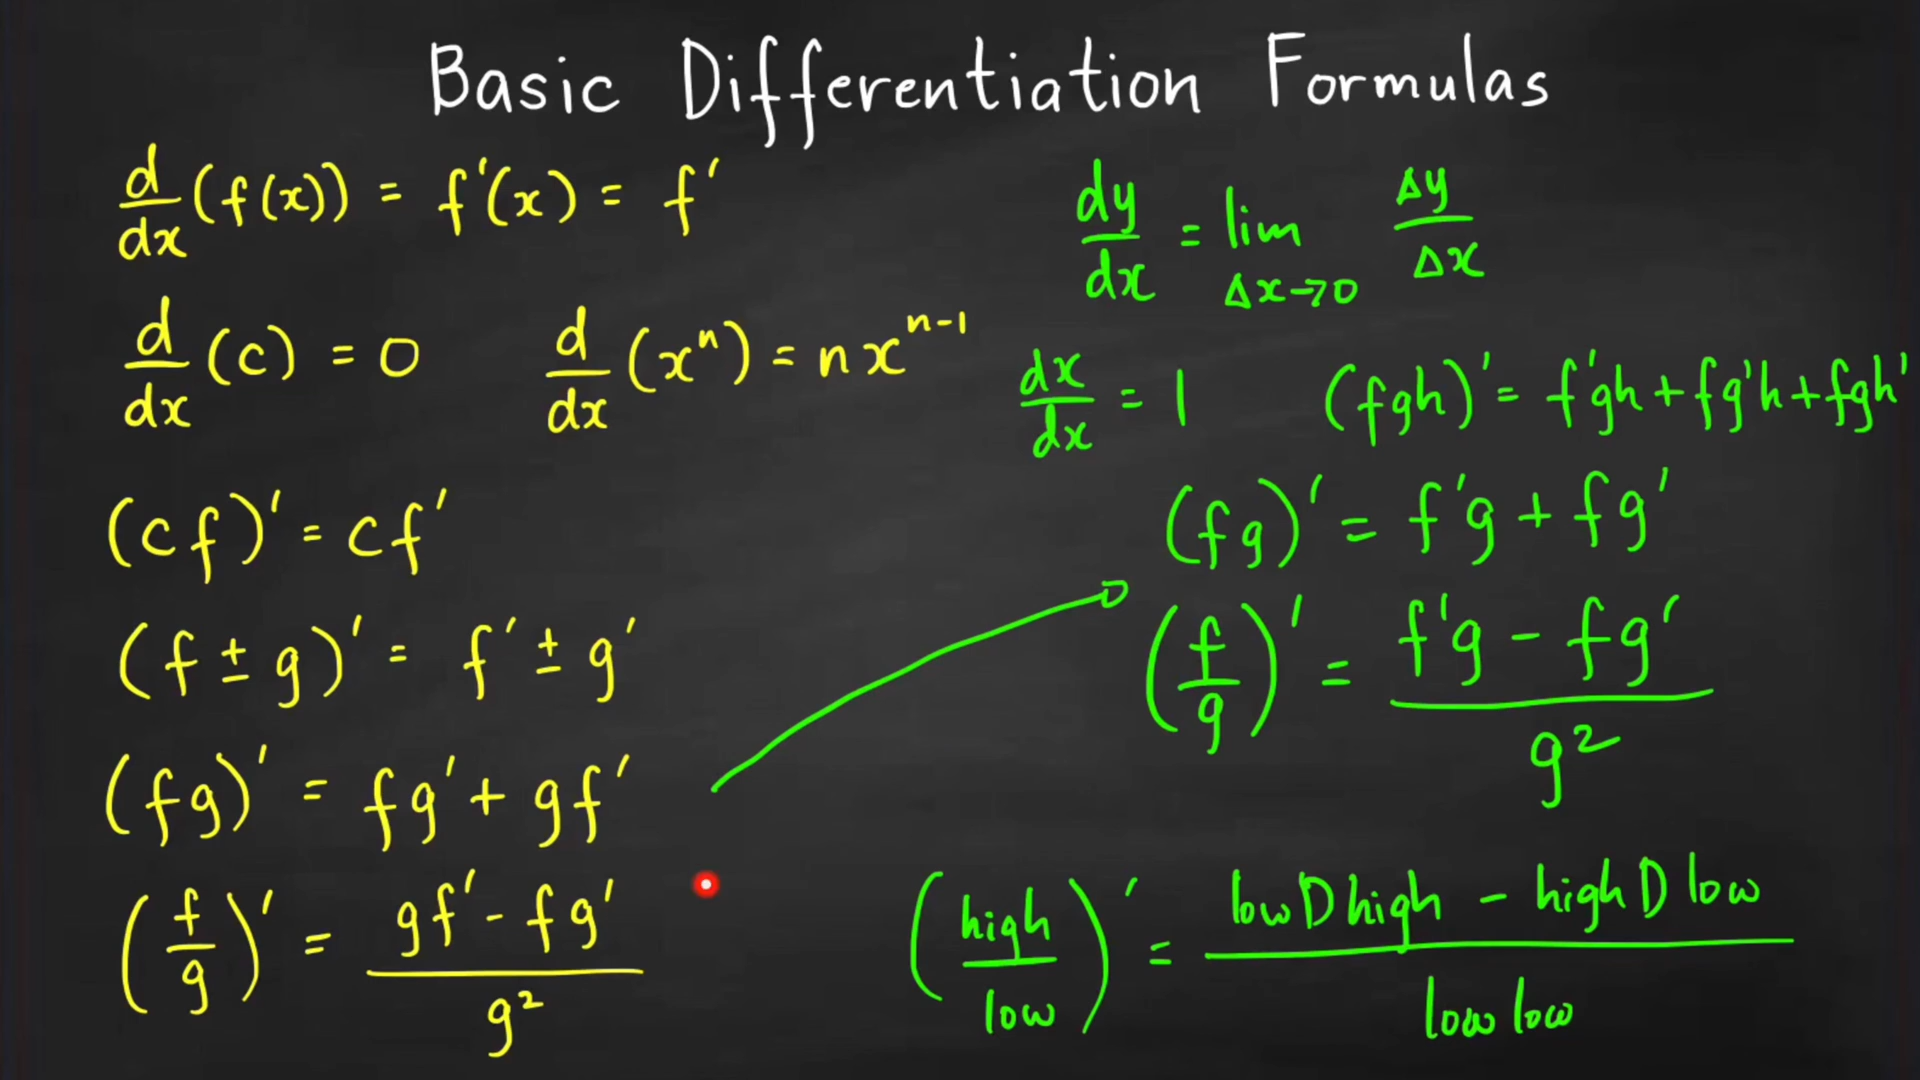 Basic Differentiation Formulas
d/dx (f(x)) = f'(x) = f'
d/dx (c) = 0    d/dx (xⁿ) = nxⁿ⁻¹
(cf)' = cf'
(f ± g)' = f' ± g'
(fg)' = fg' + gf'
(f/g)' = (gf' - fg')/g²
dy/dx = lim Δx→0 Δy/Δx
dx/dx = 1    (fgh)' = f'gh + fg'h + fgh'
(fg)' = f'g + fg'
(f/g)' = (f'g - fg')/g²
(high/low)' = (low D high - high D low)/(low low)